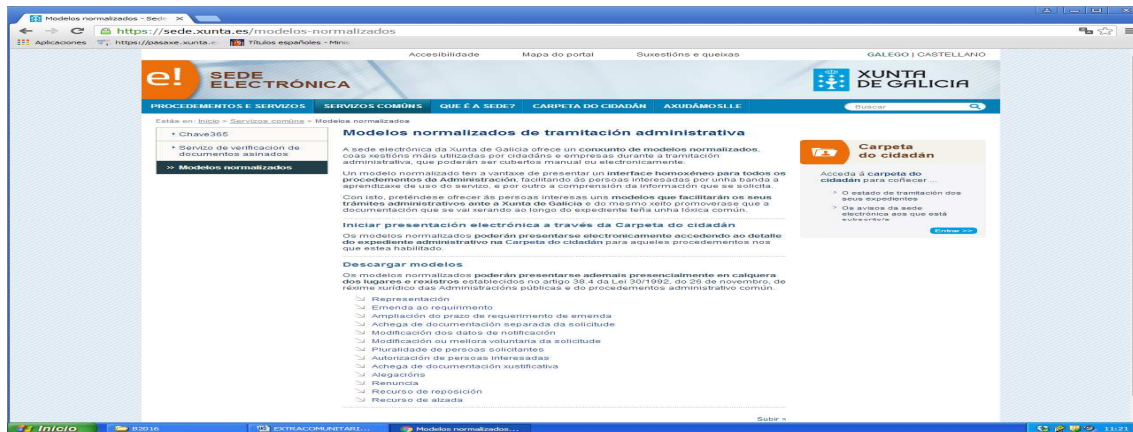 Modelos normalizados - Sede
https://sede.xunta.es/modelos-normalizados
Aplicaciones
https://pasaxe.xunta.e
Títulos españoles - Minis
Accesibilidade
Mapa do portal
Suxestións e queixas
GALEGO | CASTELLANO
e!
SEDE
ELECTRÓNICA
XUNTA
DE GALICIA
PROCEDEMENTOS E SERVIZOS
SERVIZOS COMÚNS
QUE É A SEDE?
CARPETA DO CIDADÁN
AXUDÁMOSLLE
Buscar
Estás en: Inicio > Servizos comúns > Modelos normalizados
Chave365
Servizo de verificación de
documentos asinados
>> Modelos normalizados
Modelos normalizados de tramitación administrativa
A sede electrónica da Xunta de Galicia ofrece un conxunto de modelos normalizados,
coas xestións máis utilizadas por cidadáns e empresas durante a tramitación
administrativa, que poderán ser cuberta manual ou electronicamente.
Un modelo normalizado ten a vantaxe de presentar un interface homoxéneo para todos os
procedementos da Administración, facilitando ás persoas interesadas por unha banda a
aprendizaxe de uso do servizo, e por outro a comprensión da información que se solicita.
Con isto, preténdese ofrecer ás persoas interesas uns modelos que facilitarán os seus
trámites administrativos ante a Xunta de Galicia e do mesmo xeito promoverase que a
documentación que se vai xerando ao longo do expediente teña unha lóxica común.
Iniciar presentación electrónica a través da Carpeta do cidadán
Os modelos normalizados poderán presentarse electronicamente accedendo ao detalle
do expediente administrativo na Carpeta do cidadán para aqueles procedementos nos
que estea habilitado.
Descargar modelos
Os modelos normalizados poderán presentarse ademais presencialmente en calquera
dos lugares e rexistros establecidos no artigo 38.4 da Lei 30/1992, do 26 de novembro, de
réxime xurídico das Administracións públicas e do procedementos administrativo común.
Representación
Emenda ao requirimento
Ampliación do prazo de requerimento de emenda
Achega de documentación separada da solicitude
Modificación dos datos de notificación
Modificación ou mellora voluntaria da solicitude
Pluralidade de persoas solicitantes
Autorización de persoas interesadas
Achega de documentación xustificativa
Alegacións
Renuncia
Recurso de reposición
Recurso de alzada
Subir
Carpeta
do cidadán
Acceda á carpeta do
cidadán para coñecer ...
O estado de tramitación dos
seus expedientes
Os avisos da sede
electrónica aos que está
subscrito/a
Entrar >>
Inicio
B2016
EXTRACOMUNITARI...
Modelos normalizados...
11:21